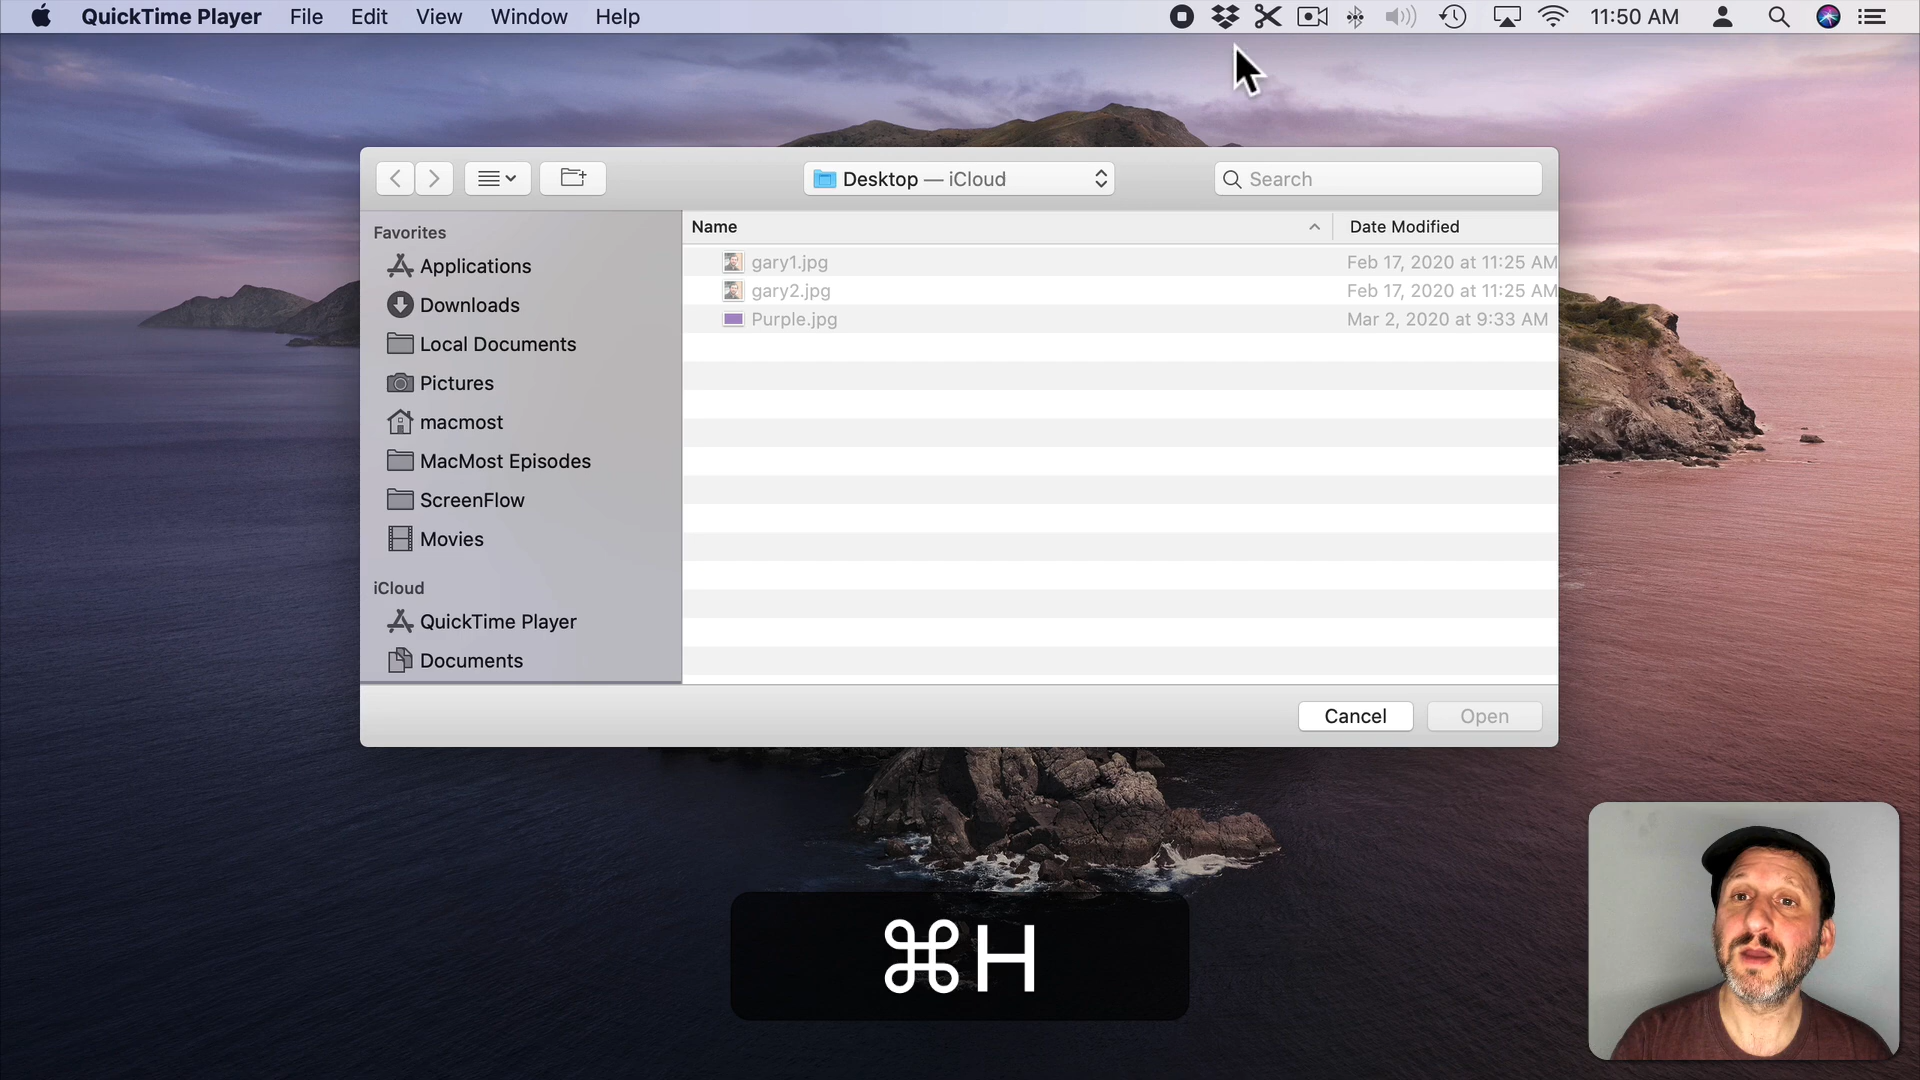 QuickTime Player File Edit View Window Help 11:50 AM
Desktop — iCloud Search
Favorites
Applications
Downloads
Local Documents
Pictures
macmost
MacMost Episodes
ScreenFlow
Movies
iCloud
QuickTime Player
Documents
Name Date Modified
gary1.jpg Feb 17, 2020 at 11:25 AM
gary2.jpg Feb 17, 2020 at 11:25 AM
Purple.jpg Mar 2, 2020 at 9:33 AM
Cancel Open
⌘H